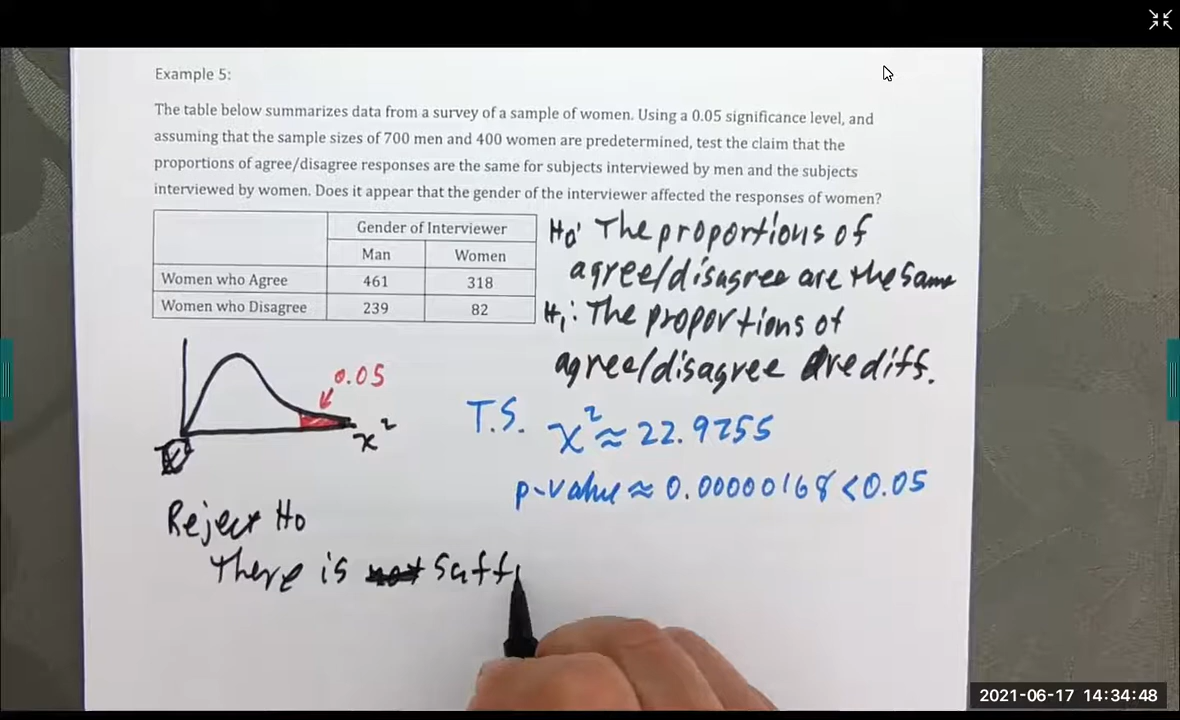 Example 5:
The table below summarizes data from a survey of a sample of women. Using a 0.05 significance level, and
assuming that the sample sizes of 700 men and 400 women are predetermined, test the claim that the
proportions of agree/disagree responses are the same for subjects interviewed by men and the subjects
interviewed by women. Does it appear that the gender of the interviewer affected the responses of women?
Gender of Interviewer
Man Women
Women who Agree 461 318
Women who Disagree 239 82
H0: The proportions of
agree/disagree are the same
H1: The proportions of
agree/disagree are diff.
0.05
x²
T.S. x² ≈ 22.9255
p-value ≈ 0.00000168 < 0.05
Reject H0
There is not suffi
2021-06-17 14:34:48